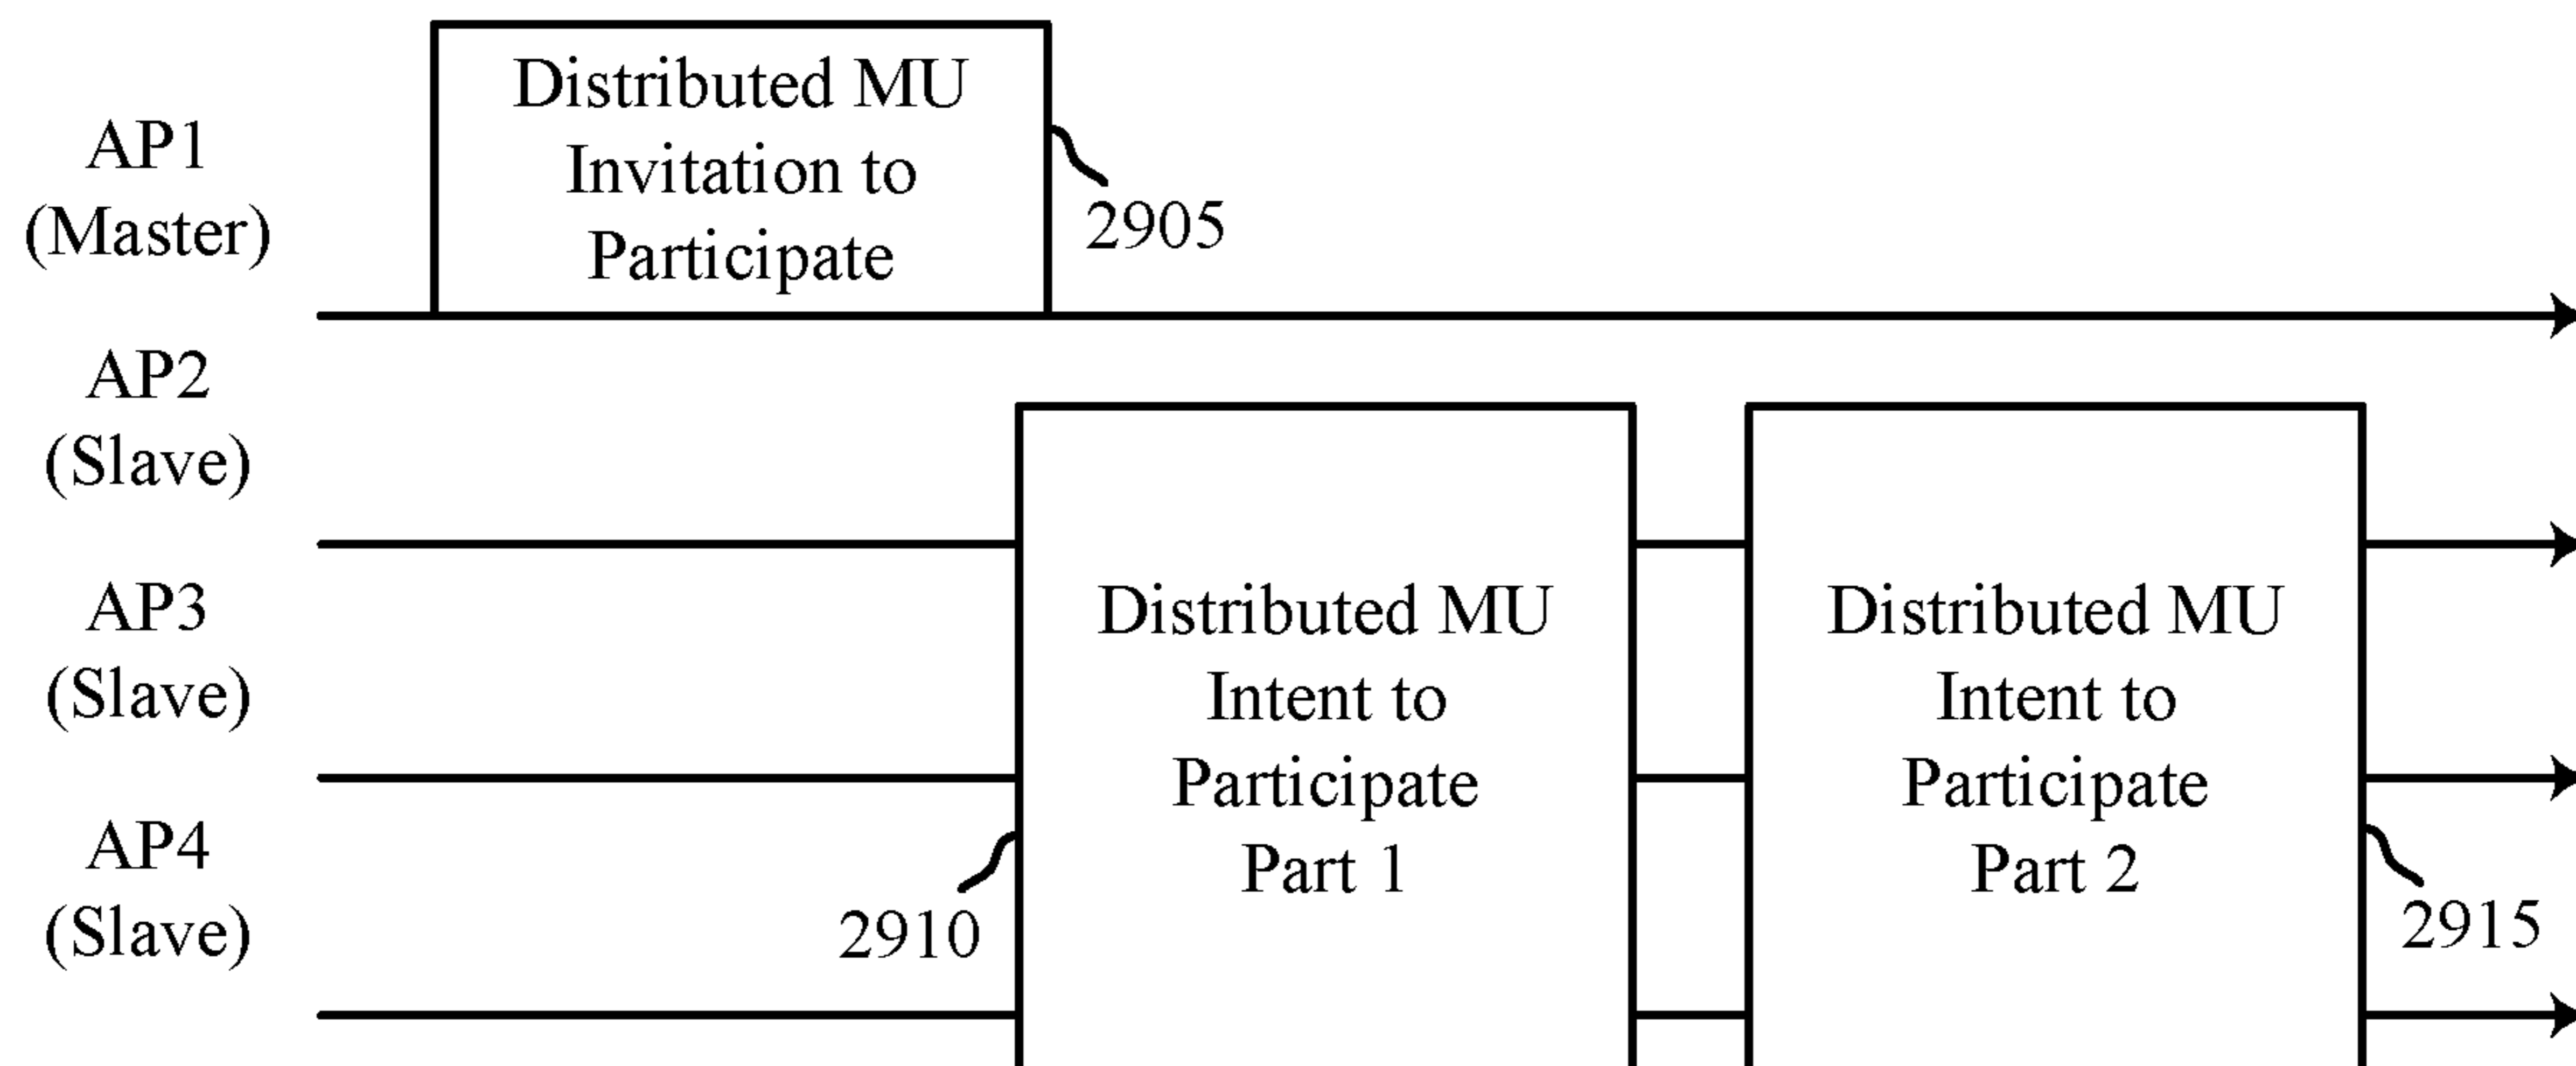 Distributed MU
Invitation to
Participate
AP1
(Master)
2905
AP2
(Slave)
AP3
(Slave)
AP4
(Slave)
Distributed MU
Intent to
Participate
Part 1
2910
Distributed MU
Intent to
Participate
Part 2
2915